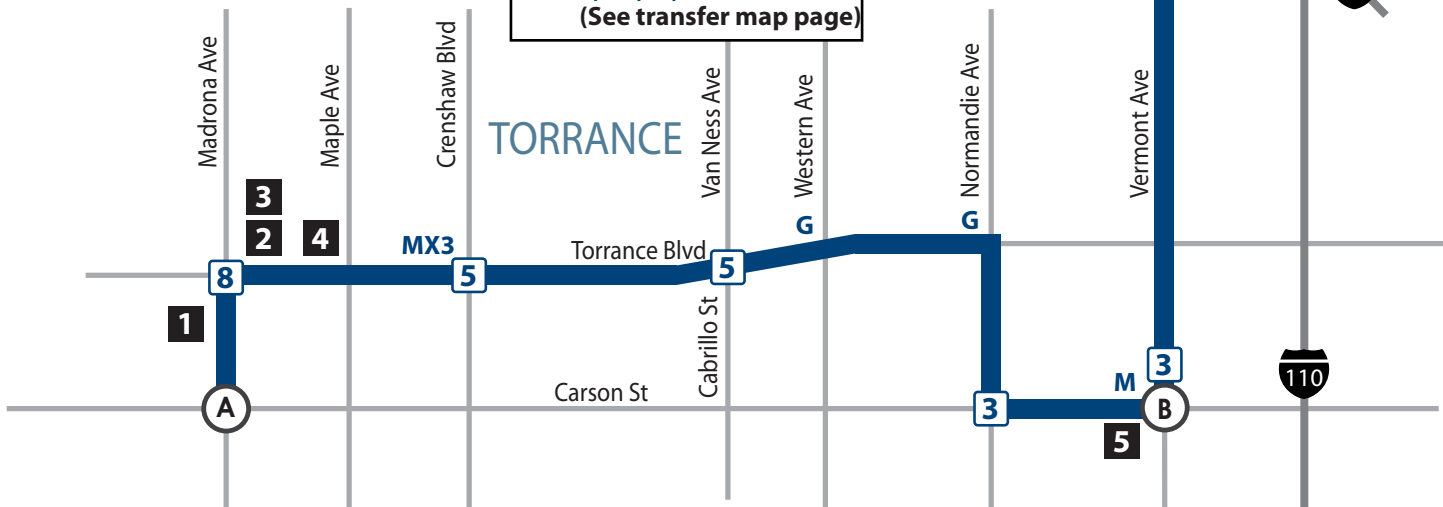 (See transfer map page)
Madrona Ave
Maple Ave
Crenshaw Blvd
TORRANCE
Van Ness Ave
Western Ave
Normandie Ave
Vermont Ave
3
2
4
MX3
Torrance Blvd
G
G
8
5
5
1
Cabrillo St
3
M
110
A
Carson St
3
B
5